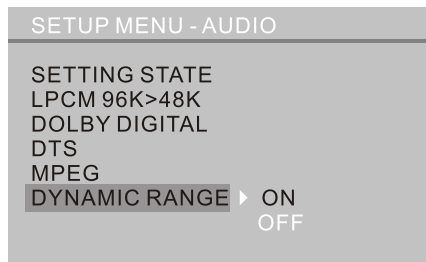 SETUP MENU - AUDIO
SETTING STATE
LPCM 96K>48K
DOLBY DIGITAL
DTS
MPEG
DYNAMIC RANGE ON
OFF